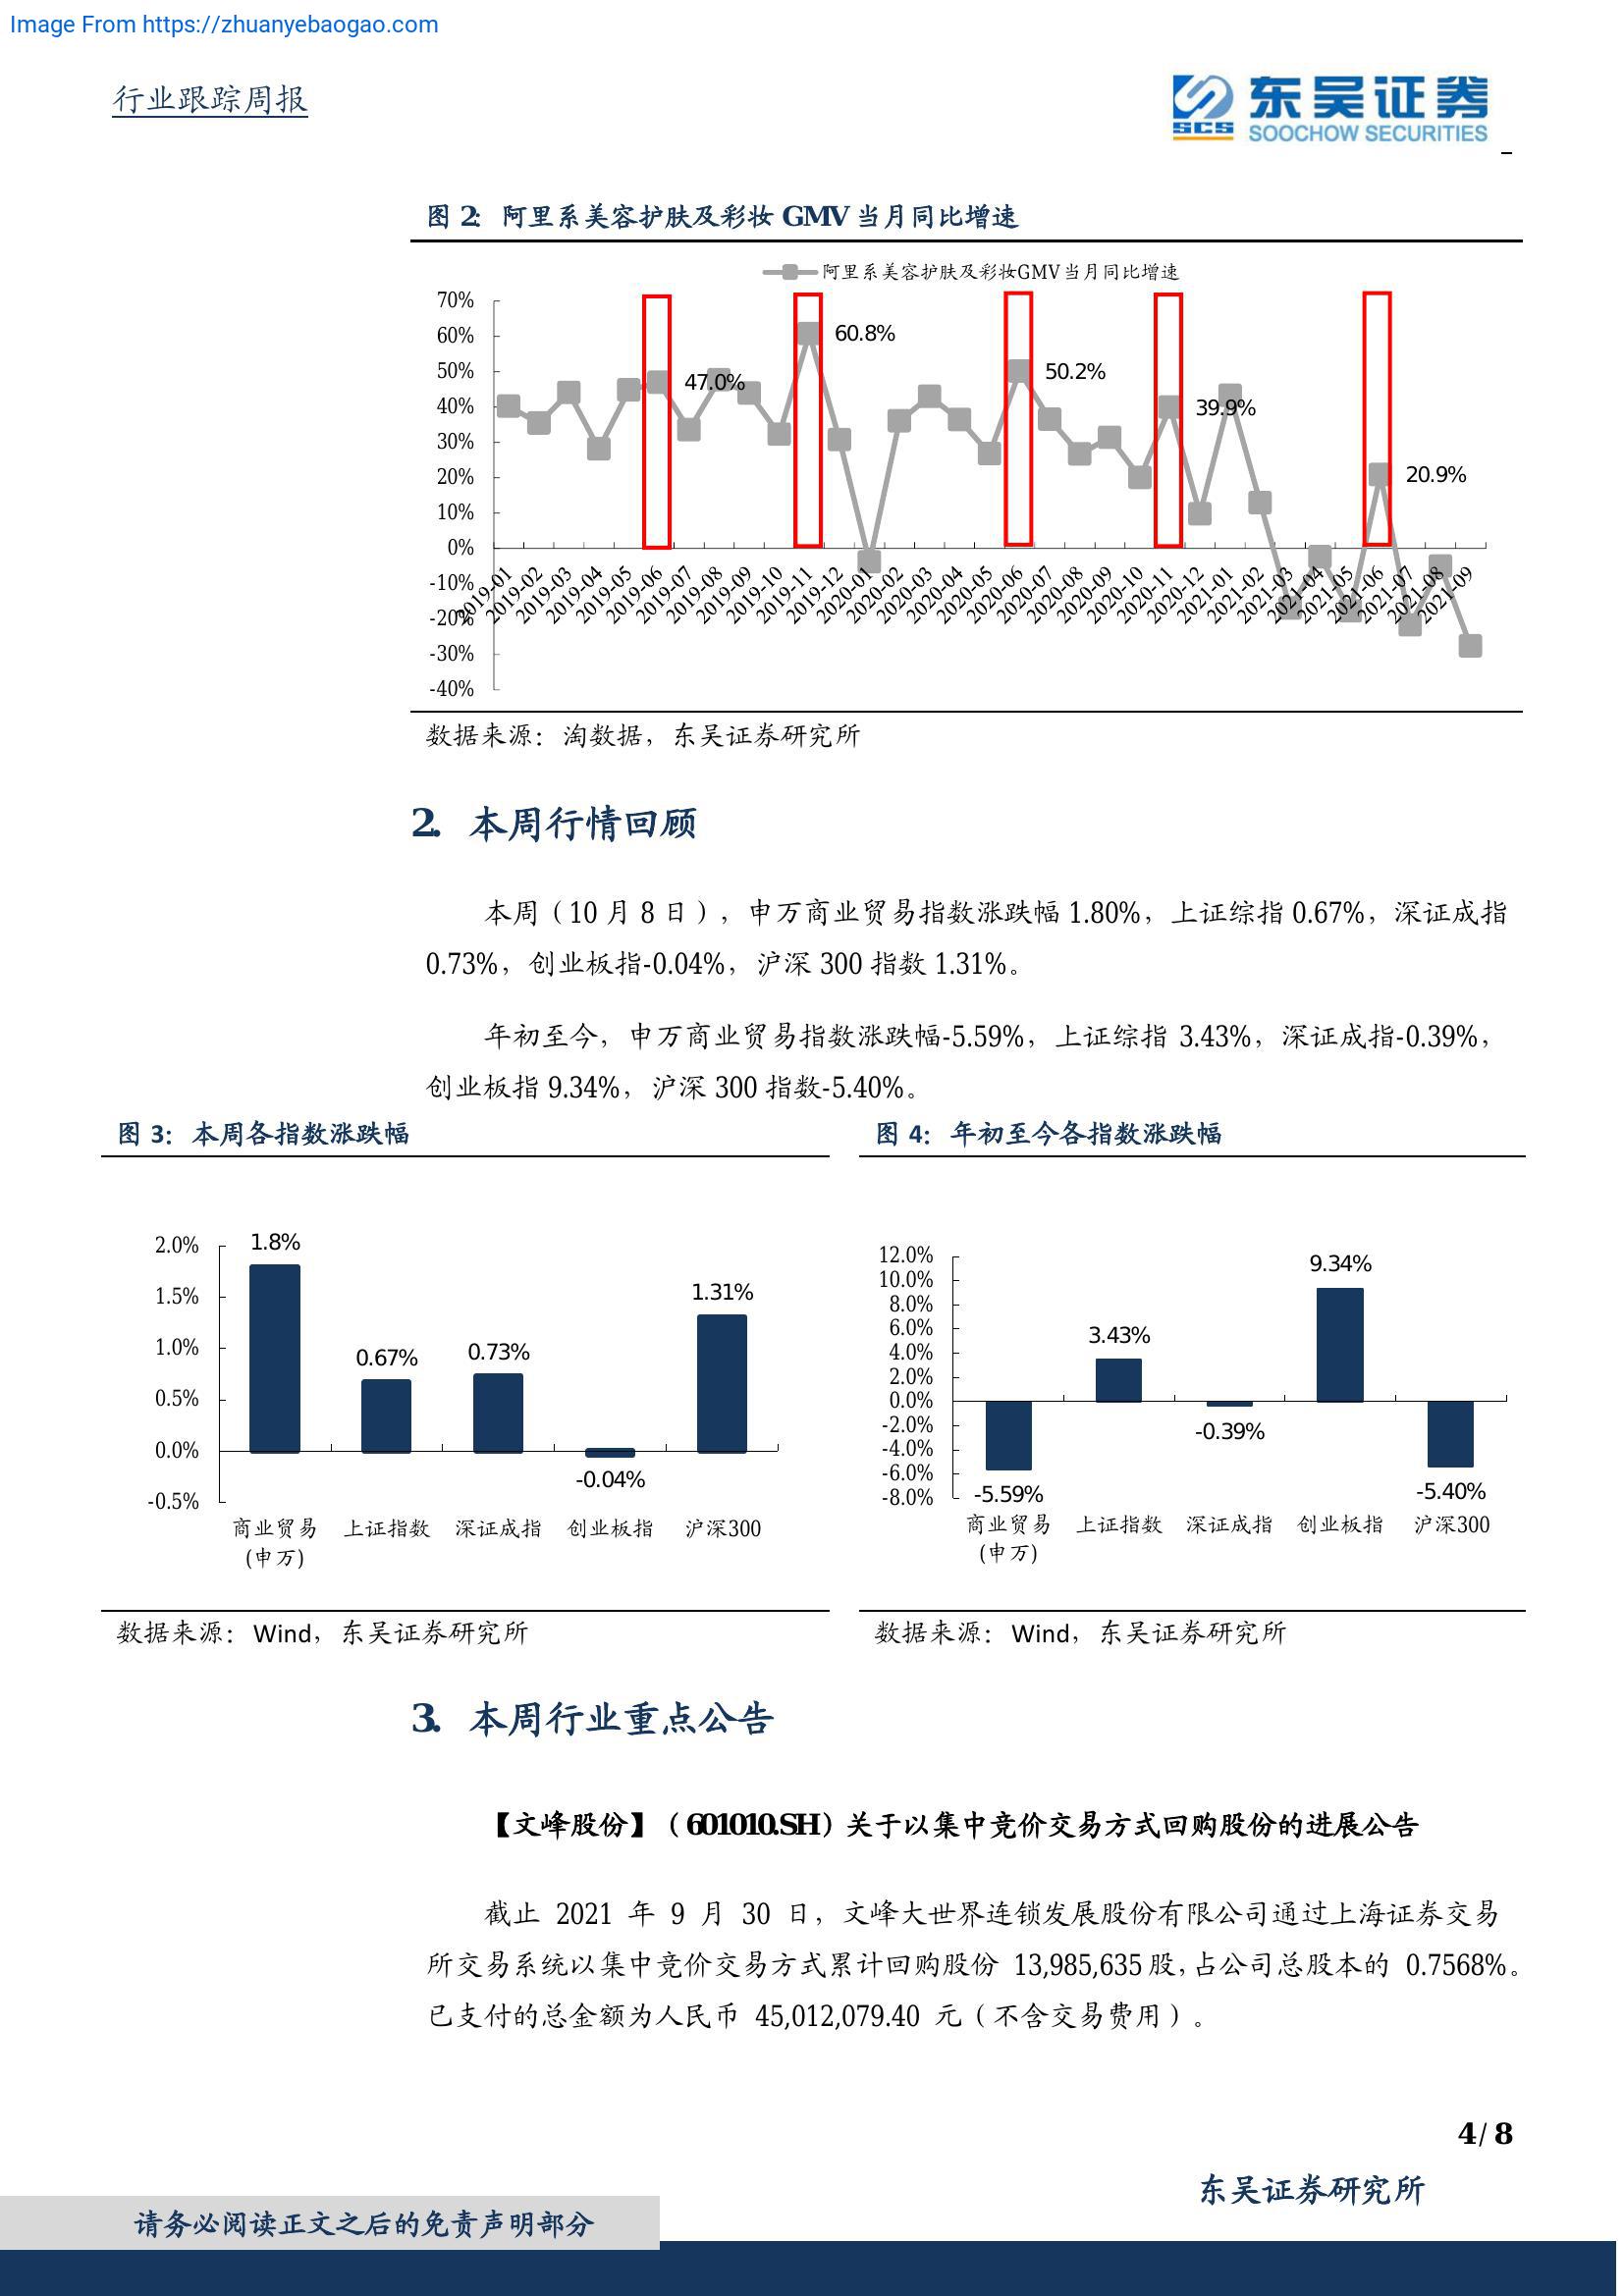 Image From https://zhuanyebaogao.com
行业跟踪周报
SCS
东吴证券
SOOCHOW SECURITIES
图 2： 阿里系美容护肤及彩妆 GMV 当月同比增速
阿里系美容护肤及彩妆GMV当月同比增速
70%
60%
50%
40%
30%
20%
10%
0%
-10%
-20%
-30%
-40%
47.0%
60.8%
50.2%
39.9%
20.9%
2019-01
2019-02
2019-03
2019-04
2019-05
2019-06
2019-07
2019-08
2019-09
2019-10
2019-11
2019-12
2020-01
2020-02
2020-03
2020-04
2020-05
2020-06
2020-07
2020-08
2020-09
2020-10
2020-11
2020-12
2021-01
2021-02
2021-03
2021-04
2021-05
2021-06
2021-07
2021-08
2021-09
数据来源：淘数据，东吴证券研究所
2. 本周行情回顾
本周（10 月 8 日），申万商业贸易指数涨跌幅 1.80%，上证综指 0.67%，深证成指
0.73%，创业板指-0.04%，沪深 300 指数 1.31%。
年初至今，申万商业贸易指数涨跌幅-5.59%，上证综指 3.43%，深证成指-0.39%，
创业板指 9.34%，沪深 300 指数-5.40%。
图 3： 本周各指数涨跌幅
2.0%
1.5%
1.0%
0.5%
0.0%
-0.5%
1.8%
0.67%
0.73%
-0.04%
1.31%
商业贸易 上证指数 深证成指 创业板指 沪深300
(申万)
数据来源：Wind，东吴证券研究所
图 4： 年初至今各指数涨跌幅
12.0%
10.0%
8.0%
6.0%
4.0%
2.0%
0.0%
-2.0%
-4.0%
-6.0%
-8.0%
-5.59%
3.43%
-0.39%
9.34%
-5.40%
商业贸易 上证指数 深证成指 创业板指 沪深300
(申万)
数据来源：Wind，东吴证券研究所
3. 本周行业重点公告
【文峰股份】（601010.SH）关于以集中竞价交易方式回购股份的进展公告
截止 2021 年 9 月 30 日，文峰大世界连锁发展股份有限公司通过上海证券交易
所交易系统以集中竞价交易方式累计回购股份 13,985,635 股，占公司总股本的 0.7568%。
已支付的总金额为人民币 45,012,079.40 元（不含交易费用）。
4 / 8
东吴证券研究所
请务必阅读正文之后的免责声明部分